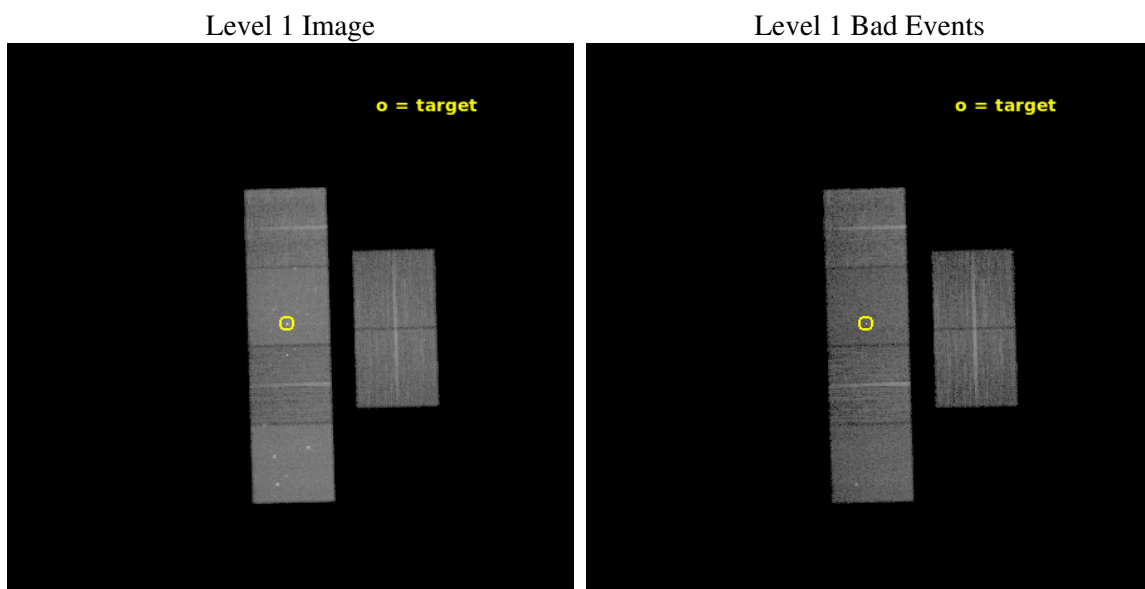 Level 1 Image
Level 1 Bad Events
o = target
o = target